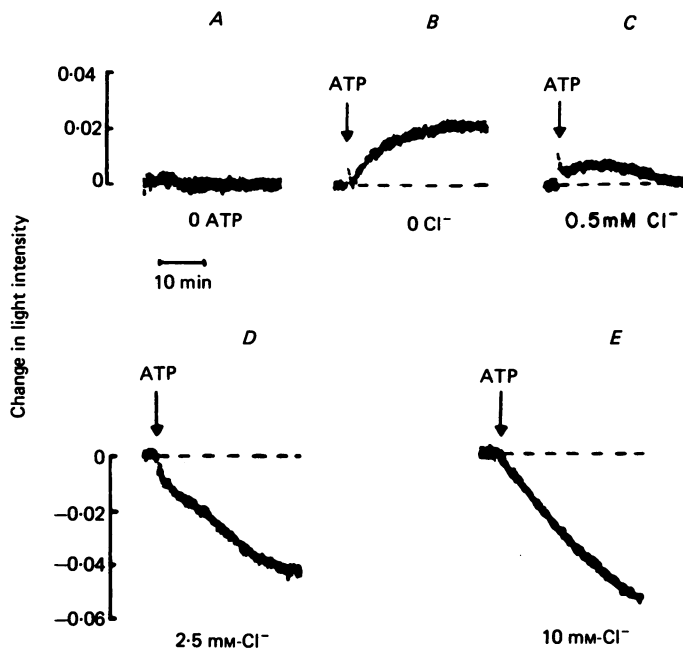 A B C
0·04
0·02
0
ATP
ATP
0 ATP
0 Cl⁻
0.5mM Cl⁻
10 min
Change in light intensity
D E
ATP
ATP
0
−0·02
−0·04
−0·06
2·5 mM-Cl⁻
10 mM-Cl⁻